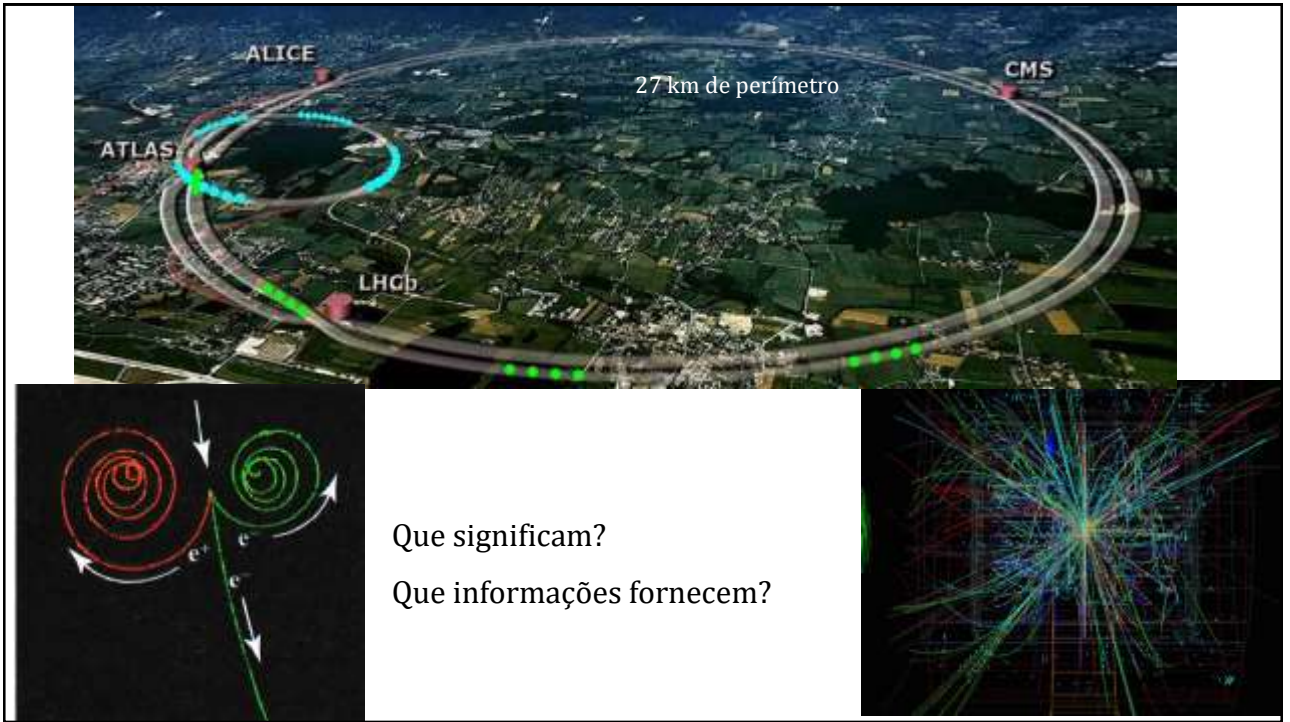 ALICE
27 km de perímetro
CMS
ATLAS
LHCb
e⁺
e⁻
e⁻
Que significam?
Que informações fornecem?